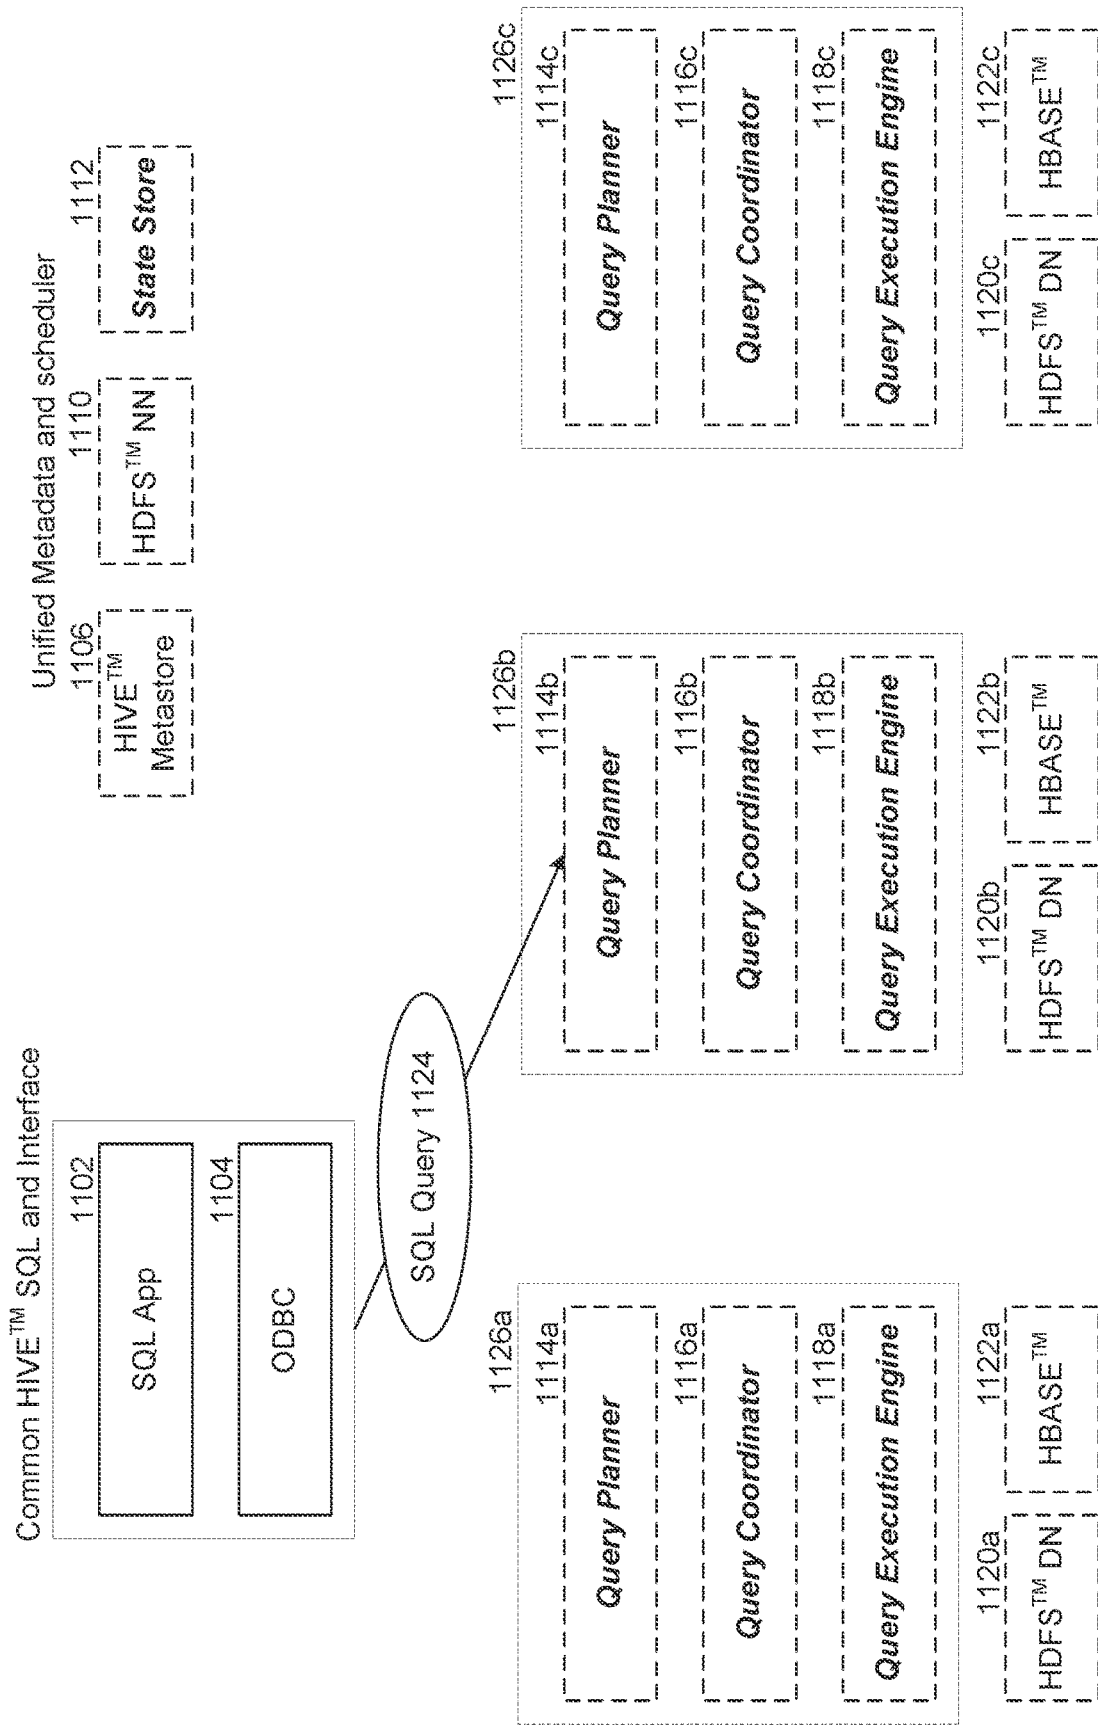 Common HIVE™ SQL and Interface
1102
SQL App
1104
ODBC
Unified Metadata and scheduler
1106
HIVE™
Metastore
1110
HDFS™ NN
1112
State Store
SQL Query 1124
1126a
1114a
Query Planner
1116a
Query Coordinator
1118a
Query Execution Engine
1120a
HDFS™ DN
1122a
HBASE™
1126b
1114b
Query Planner
1116b
Query Coordinator
1118b
Query Execution Engine
1120b
HDFS™ DN
1122b
HBASE™
1126c
1114c
Query Planner
1116c
Query Coordinator
1118c
Query Execution Engine
1120c
HDFS™ DN
1122c
HBASE™